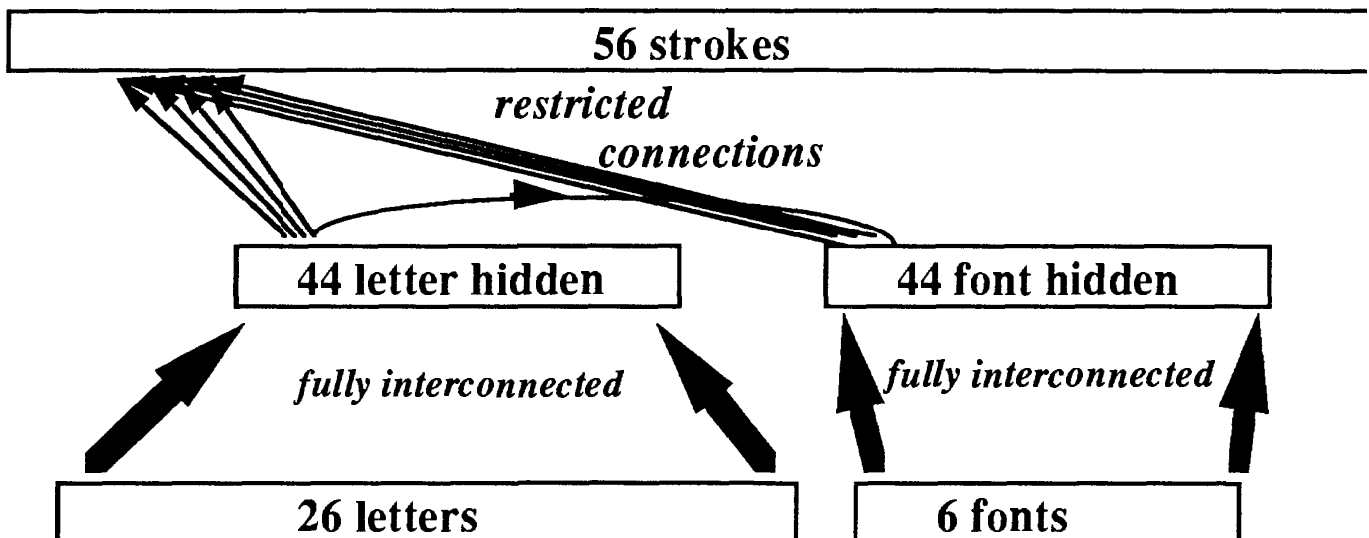 56 strokes
restricted
connections
44 letter hidden
44 font hidden
fully interconnected
fully interconnected
26 letters
6 fonts